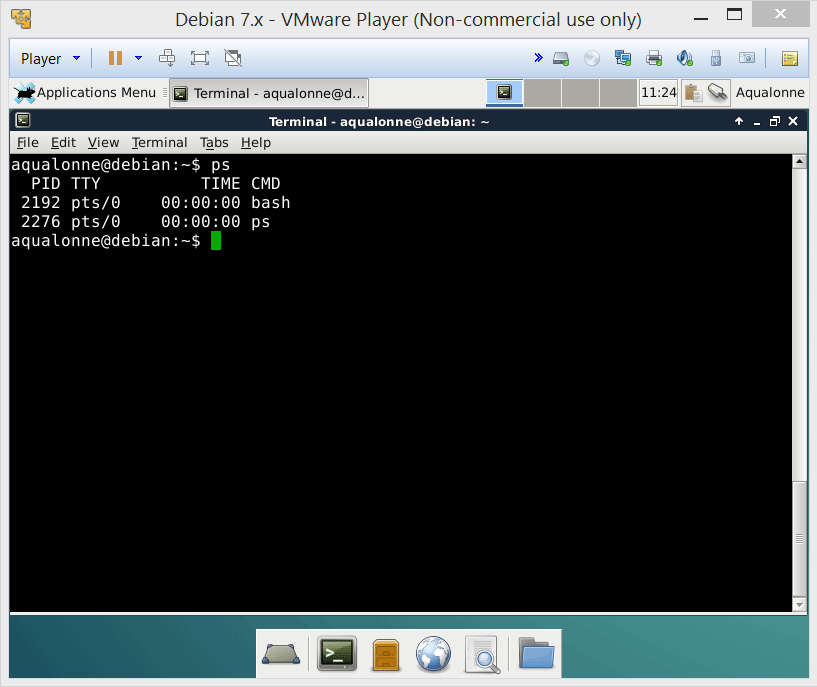 Debian 7.x - VMware Player (Non-commercial use only)
Player
Applications Menu
Terminal - aqualonne@d...
11:24
Aqualonne
Terminal - aqualonne@debian: ~
File Edit View Terminal Tabs Help
aqualonne@debian:~$ ps
  PID TTY          TIME CMD
 2192 pts/0    00:00:00 bash
 2276 pts/0    00:00:00 ps
aqualonne@debian:~$